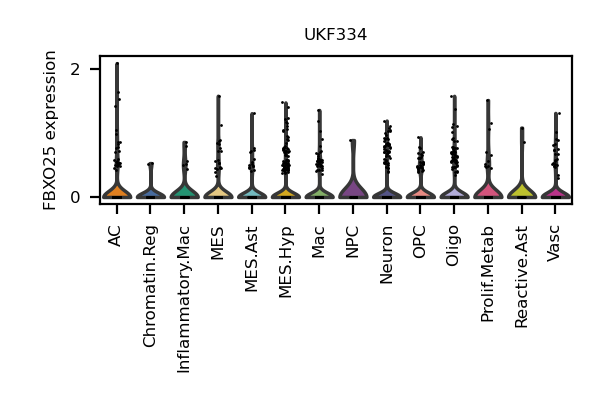 UKF334
FBXO25 expression
2
0
AC
Chromatin.Reg
Inflammatory.Mac
MES
MES.Ast
MES.Hyp
Mac
NPC
Neuron
OPC
Oligo
Prolif.Metab
Reactive.Ast
Vasc